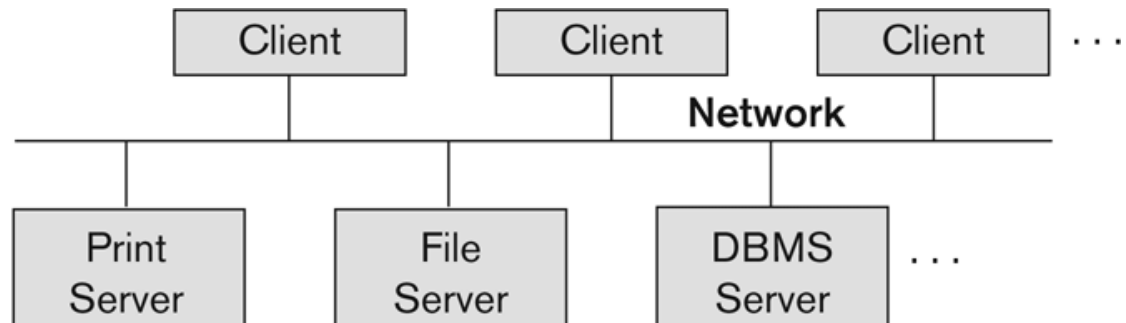 Client Client Client . . .
Network
Print File DBMS . . .
Server Server Server